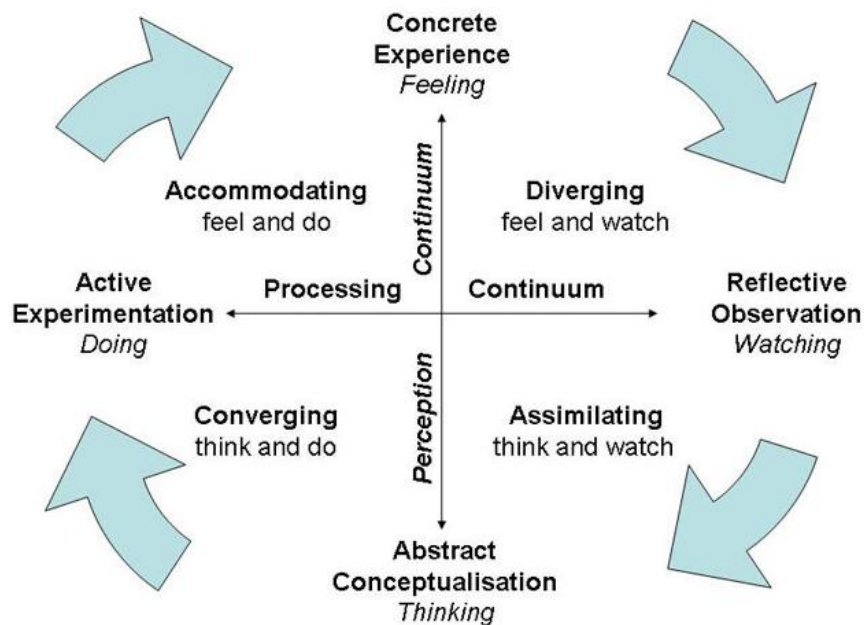 Concrete
Experience
Feeling
Accommodating
feel and do
Continuum
Diverging
feel and watch
Active
Experimentation
Doing
Processing
Continuum
Reflective
Observation
Watching
Converging
think and do
Perception
Assimilating
think and watch
Abstract
Conceptualisation
Thinking